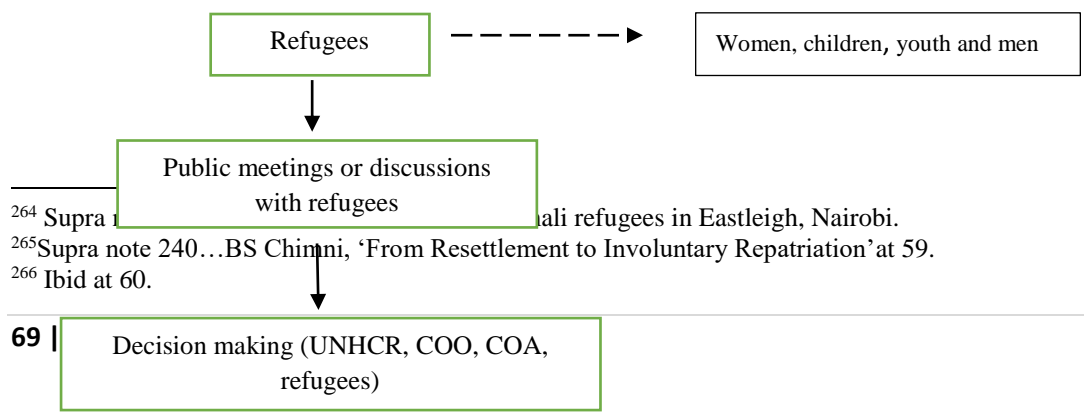 Refugees
Women, children, youth and men
Public meetings or discussions
with refugees
264 Supra ali refugees in Eastleigh, Nairobi.
265Supra note 240…BS Chimni, ‘From Resettlement to Involuntary Repatriation’at 59.
266 Ibid at 60.
69 |
Decision making (UNHCR, COO, COA,
refugees)